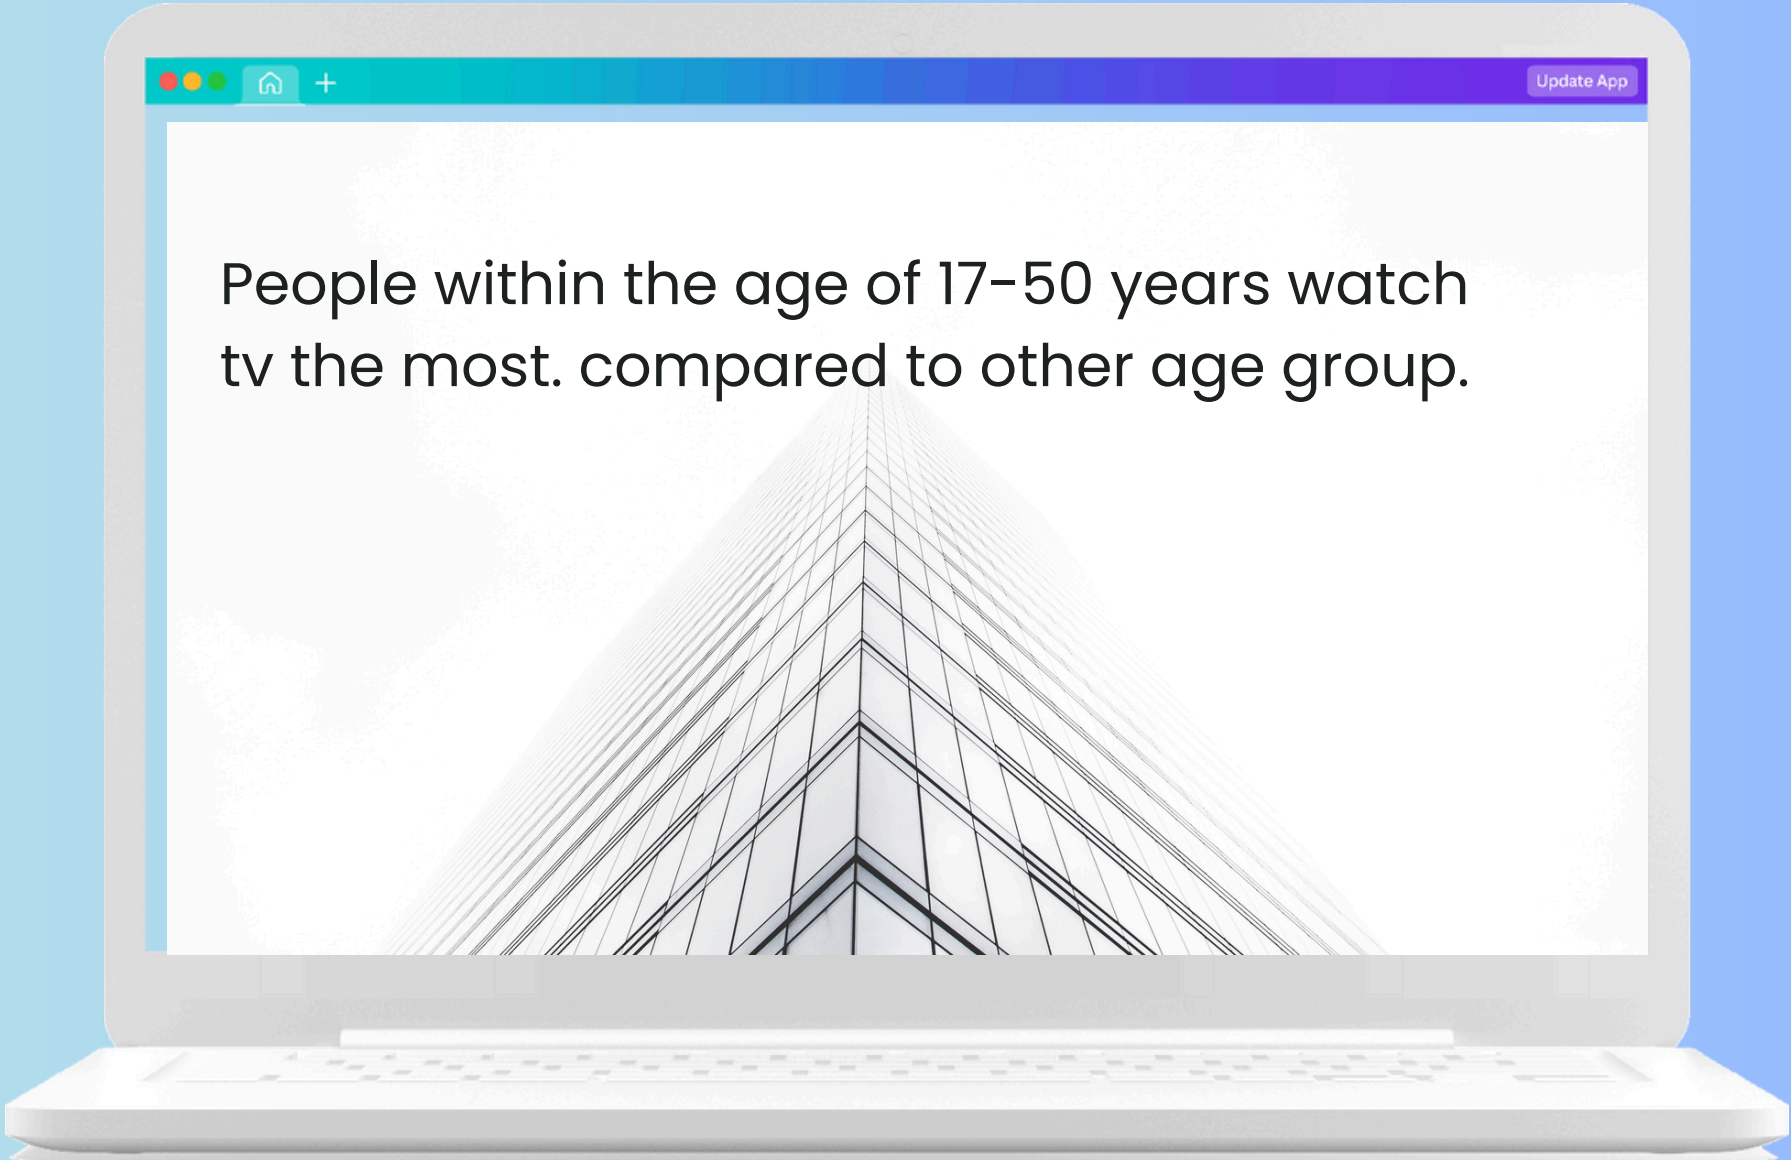 Update App
People within the age of 17-50 years watch
tv the most. compared to other age group.